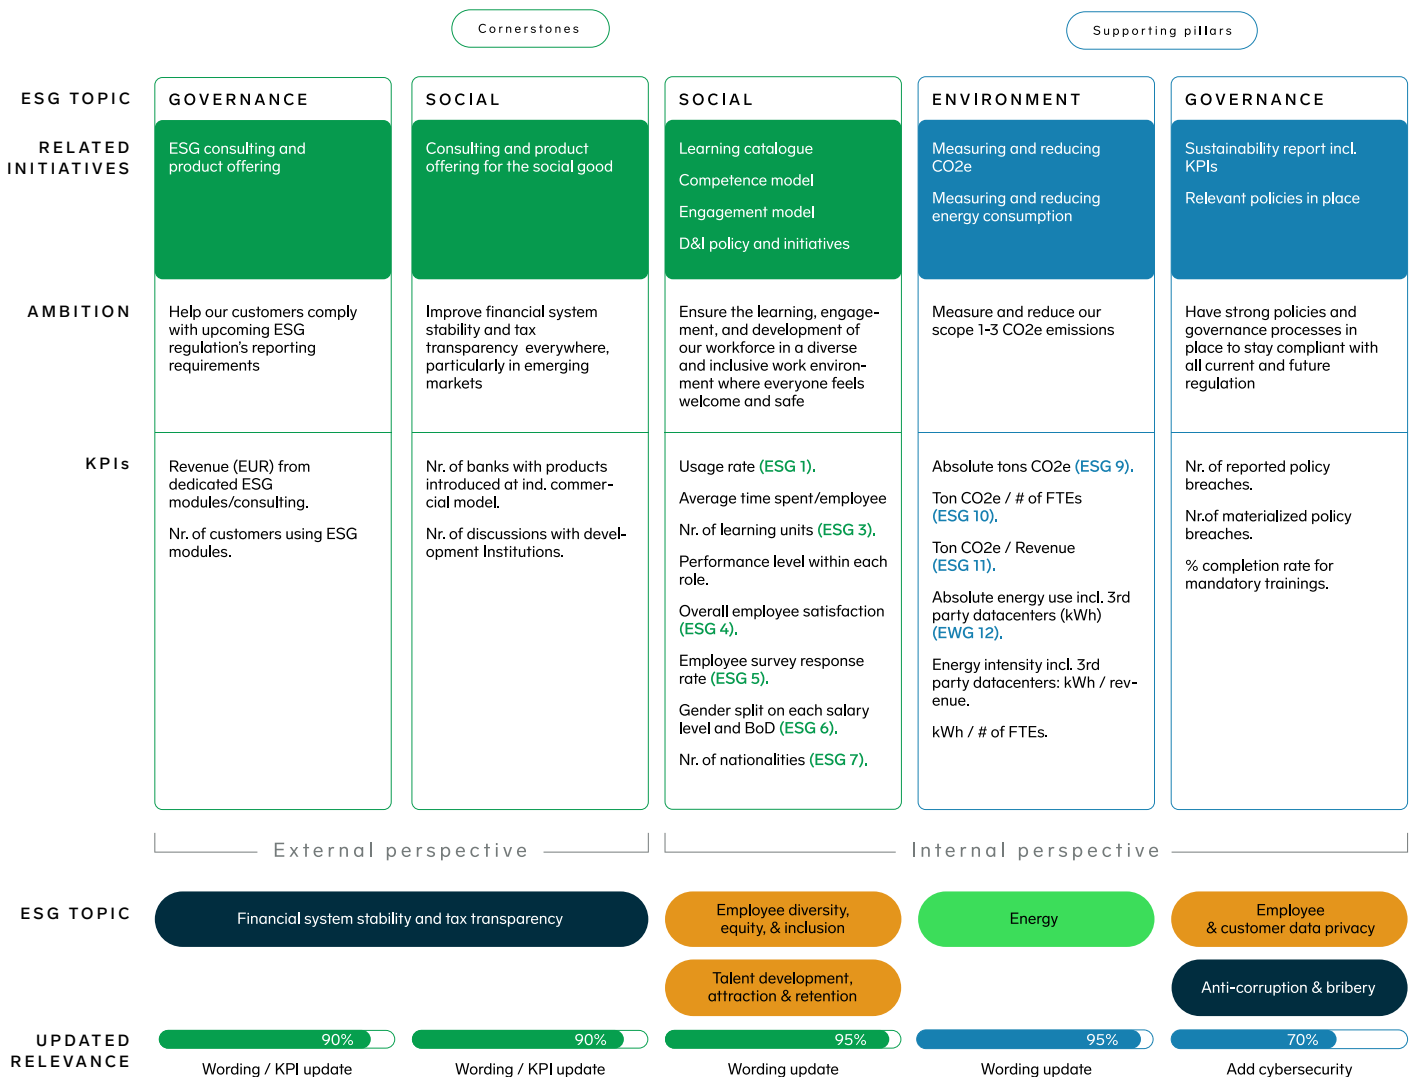 Cornerstones
Supporting pillars
ESG TOPIC
GOVERNANCE
SOCIAL
SOCIAL
ENVIRONMENT
GOVERNANCE
RELATED
INITIATIVES
ESG consulting and
product offering
Consulting and product
offering for the social good
Learning catalogue
Competence model
Engagement model
D&I policy and initiatives
Measuring and reducing
CO2e
Measuring and reducing
energy consumption
Sustainability report incl.
KPIs
Relevant policies in place
AMBITION
Help our customers comply
with upcoming ESG
regulation's reporting
requirements
Improve financial system
stability and tax
transparency everywhere,
particularly in emerging
markets
Ensure the learning, engage-
ment, and development of
our workforce in a diverse
and inclusive work environ-
ment where everyone feels
welcome and safe
Measure and reduce our
scope 1-3 CO2e emissions
Have strong policies and
governance processes in
place to stay compliant with
all current and future
regulation
KPIs
Revenue (EUR) from
dedicated ESG
modules/consulting.
Nr. of customers using ESG
modules.
Nr. of banks with products
introduced at ind. commer-
cial model.
Nr. of discussions with devel-
opment Institutions.
Usage rate (ESG 1).
Average time spent/employee
Nr. of learning units (ESG 3).
Performance level within each
role.
Overall employee satisfaction
(ESG 4).
Employee survey response
rate (ESG 5).
Gender split on each salary
level and BoD (ESG 6).
Nr. of nationalities (ESG 7).
Absolute tons CO2e (ESG 9).
Ton CO2e / # of FTEs
(ESG 10).
Ton CO2e / Revenue
(ESG 11).
Absolute energy use incl. 3rd
party datacenters (kWh)
(EWG 12).
Energy intensity incl. 3rd
party datacenters: kWh / rev-
enue.
kWh / # of FTEs.
Nr. of reported policy
breaches.
Nr.of materialized policy
breaches.
% completion rate for
mandatory trainings.
External perspective
Internal perspective
ESG TOPIC
Financial system stability and tax transparency
Employee diversity,
equity, & inclusion
Talent development,
attraction & retention
Energy
Employee
& customer data privacy
Anti-corruption & bribery
UPDATED
RELEVANCE
90%
Wording / KPI update
90%
Wording / KPI update
95%
Wording update
95%
Wording update
70%
Add cybersecurity